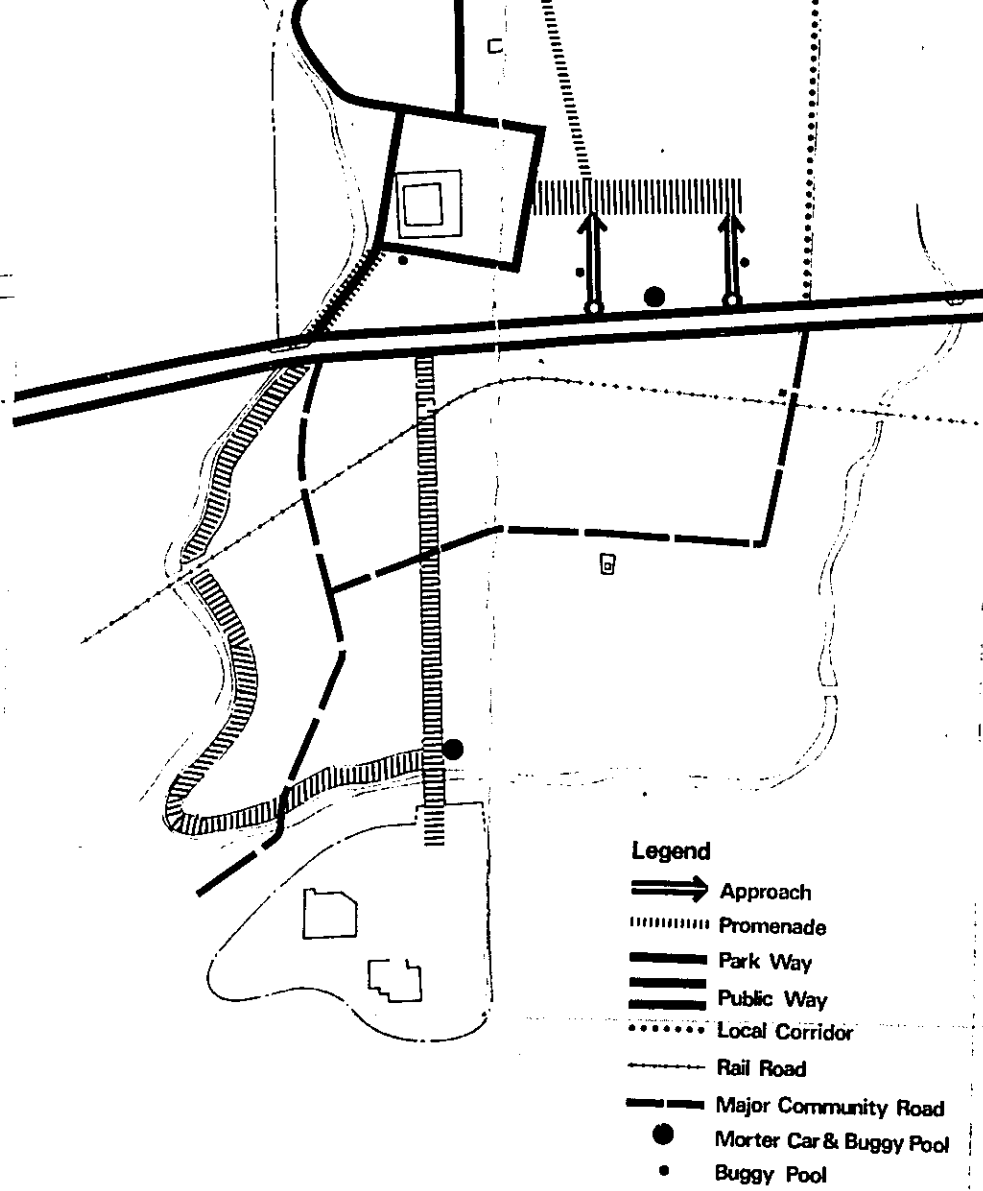 Legend
Approach
Promenade
Park Way
Public Way
Local Corridor
Rail Road
Major Community Road
Morter Car & Buggy Pool
Buggy Pool